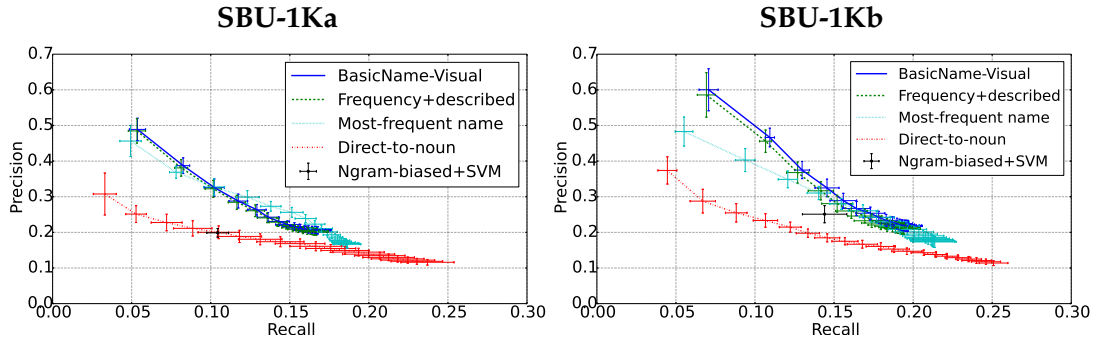 SBU-1Ka
0.7
0.6
0.5
0.4
0.3
0.2
0.1
0.0
Precision
BasicName-Visual
Frequency+described
Most-frequent name
Direct-to-noun
Ngram-biased+SVM
0.00 0.05 0.10 0.15 0.20 0.25 0.30
Recall
SBU-1Kb
0.7
0.6
0.5
0.4
0.3
0.2
0.1
0.0
Precision
BasicName-Visual
Frequency+described
Most-frequent name
Direct-to-noun
Ngram-biased+SVM
0.00 0.05 0.10 0.15 0.20 0.25 0.30
Recall